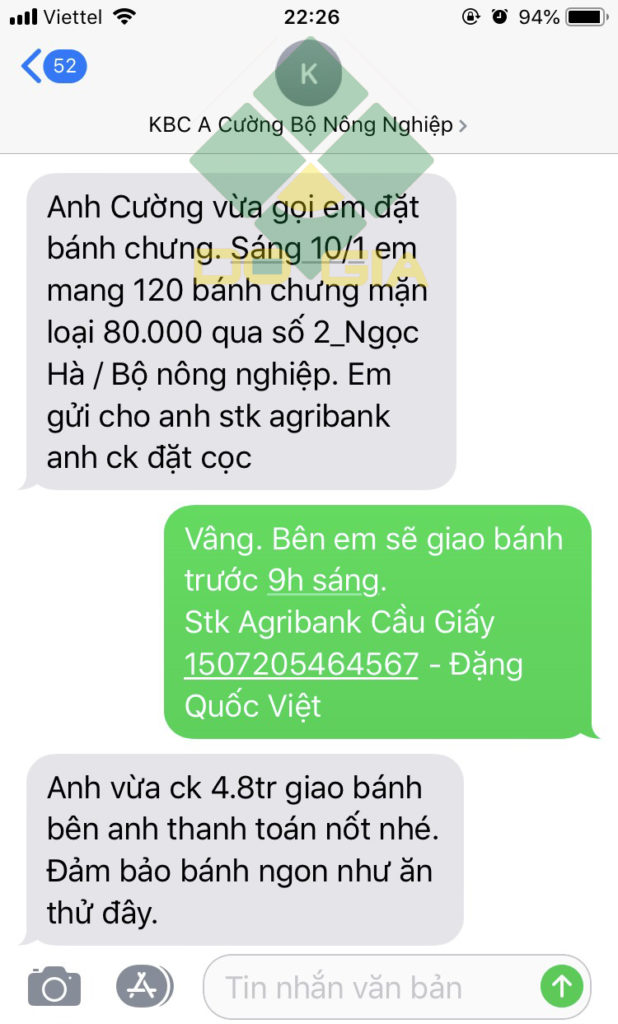 Viettel 22:26 94%
52
K
KBC A Cường Bộ Nông Nghiệp
Anh Cường vừa gọi em đặt
bánh chưng. Sáng 10/1 em
DO GIA
mang 120 bánh chưng mặn
loại 80.000 qua số 2_Ngọc
Hà / Bộ nông nghiệp. Em
gửi cho anh stk agribank
anh ck đặt cọc
Vâng. Bên em sẽ giao bánh
trước 9h sáng.
Stk Agribank Cầu Giấy
1507205464567 - Đặng
Quốc Việt
Anh vừa ck 4.8tr giao bánh
bên anh thanh toán nốt nhé.
Đảm bảo bánh ngon như ăn
thử đây.
Tin nhắn văn bản